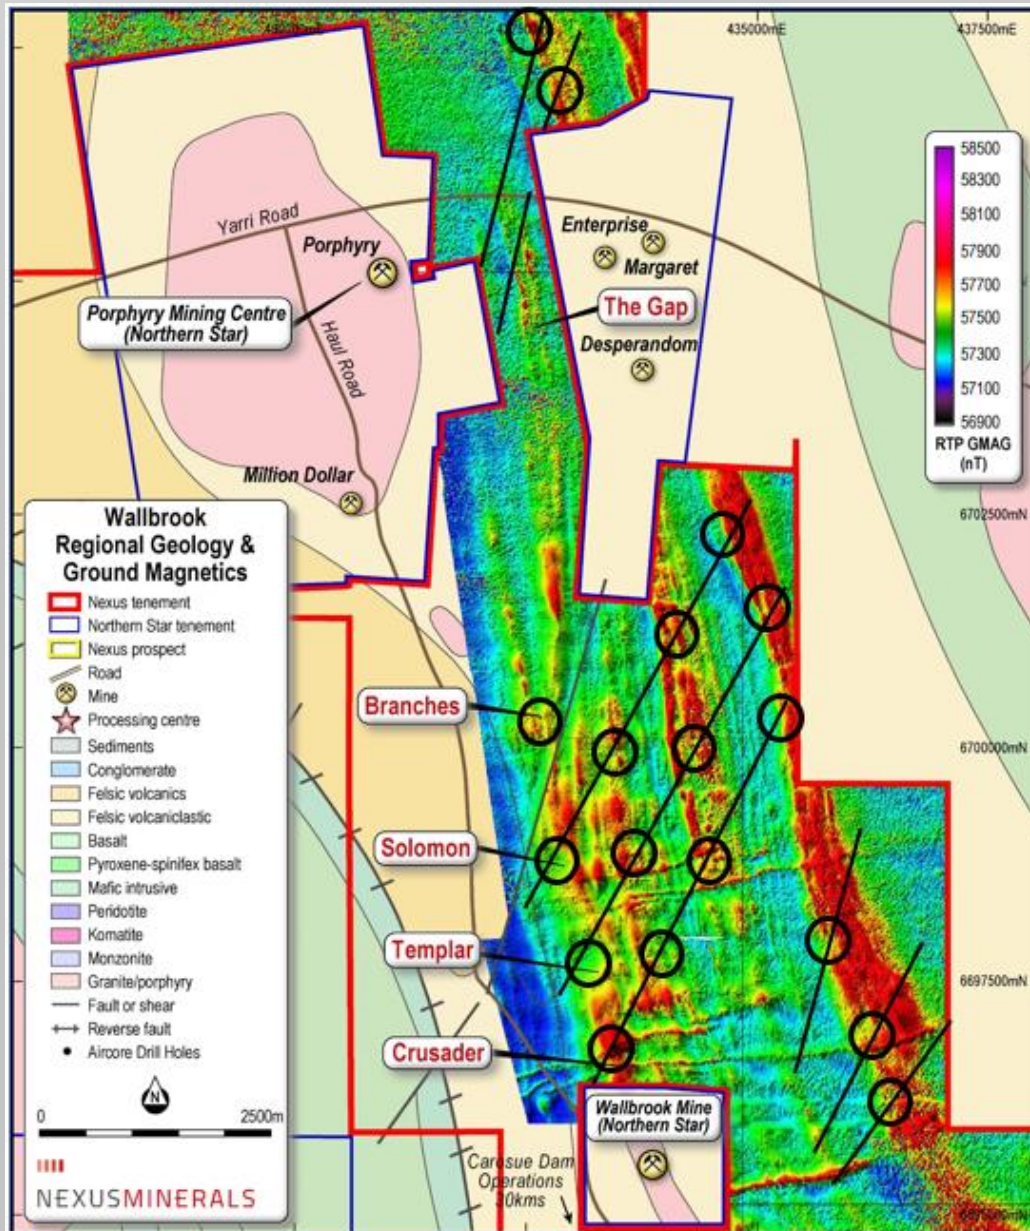 435000mE
437500mE
58500
58300
58100
57900
57700
57500
57300
57100
56900
RTP GMAG
(nT)
Yarri Road
Porphyry
Enterprise
Margaret
Porphyry Mining Centre
(Northern Star)
The Gap
Haul Road
Desperandom
Million Dollar
6702500mN
Wallbrook
Regional Geology &
Ground Magnetics
Nexus tenement
Northern Star tenement
Nexus prospect
Road
Mine
Processing centre
Sediments
Conglomerate
Felsic volcanics
Felsic volcaniclastic
Basalt
Pyroxene-spinifex basalt
Mafic intrusive
Peridotite
Komatite
Monzonite
Granite/porphyry
Fault or shear
Reverse fault
Aircore Drill Holes
N
0 2500m
NEXUSMINERALS
Branches
6700000mN
Solomon
Templar
6697500mN
Crusader
Wallbrook Mine
(Northern Star)
Carosue Dam
Operations
30kms
6695000mN